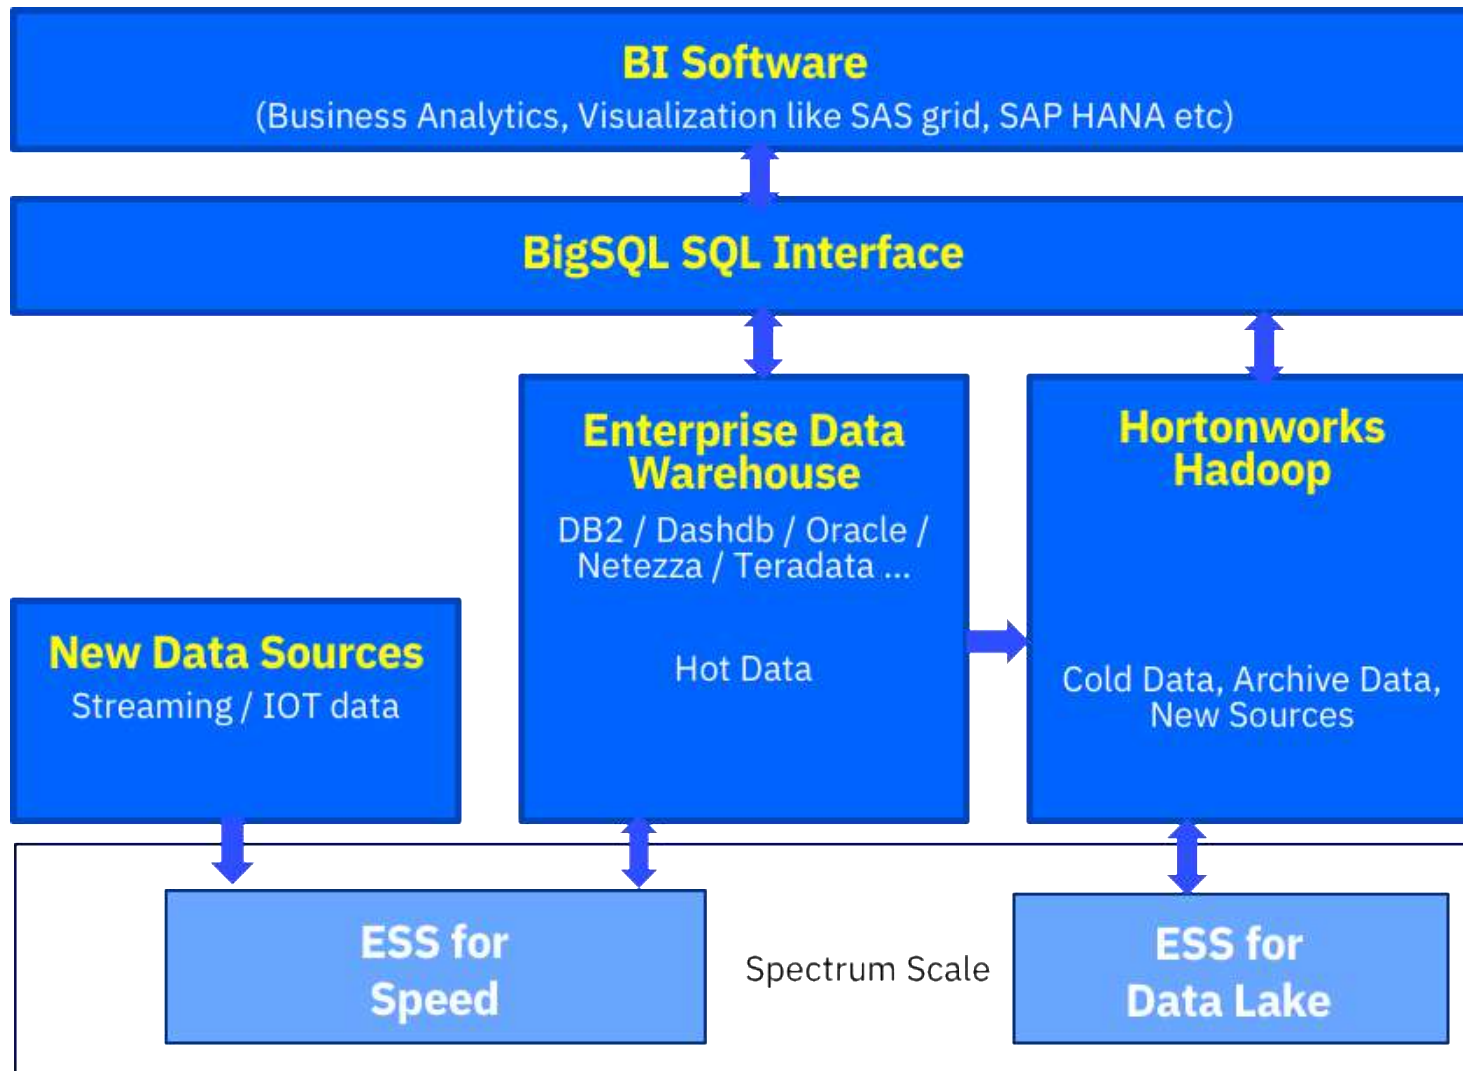 BI Software
(Business Analytics, Visualization like SAS grid, SAP HANA etc)
BigSQL SQL Interface
Enterprise Data
Warehouse
DB2 / Dashdb / Oracle /
Netezza / Teradata ...
Hot Data
Hortonworks
Hadoop
Cold Data, Archive Data,
New Sources
New Data Sources
Streaming / IOT data
ESS for
Speed
Spectrum Scale
ESS for
Data Lake